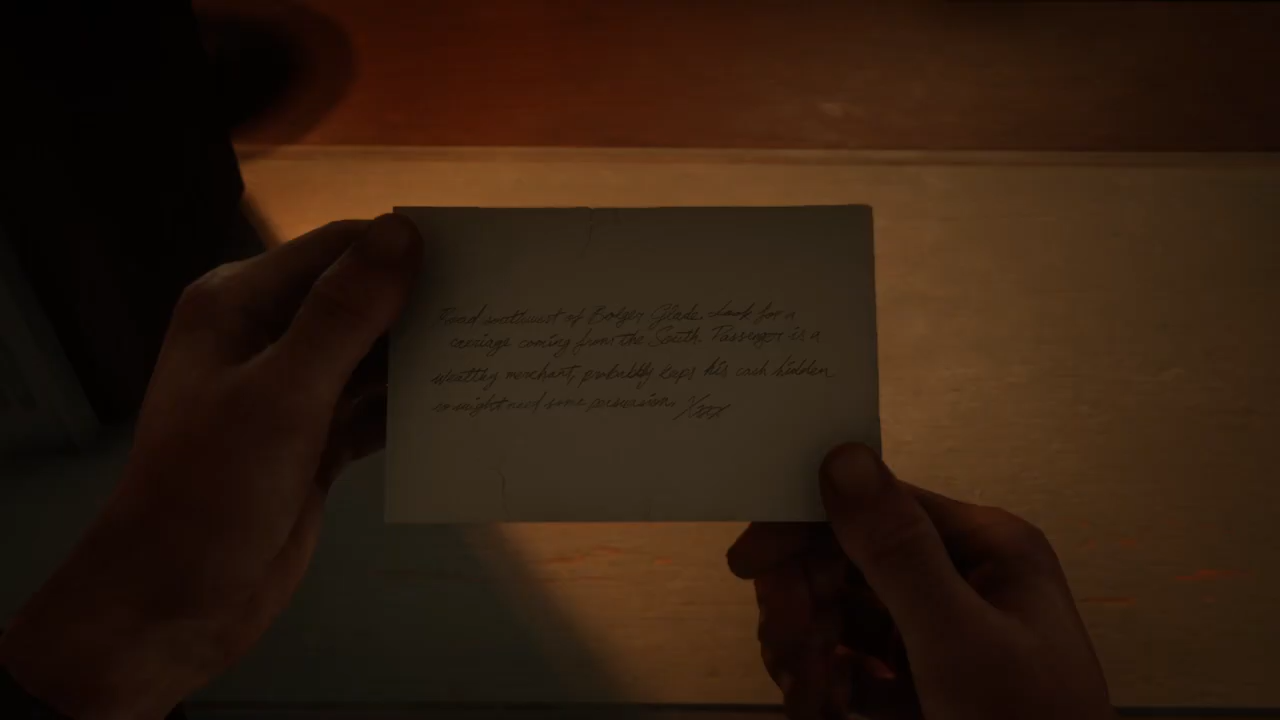 Road southwest of Bolger Glade. Look for a
carriage coming from the South. Passenger is a
wealthy merchant, probably keeps his cash hidden
so might need some persuasion.